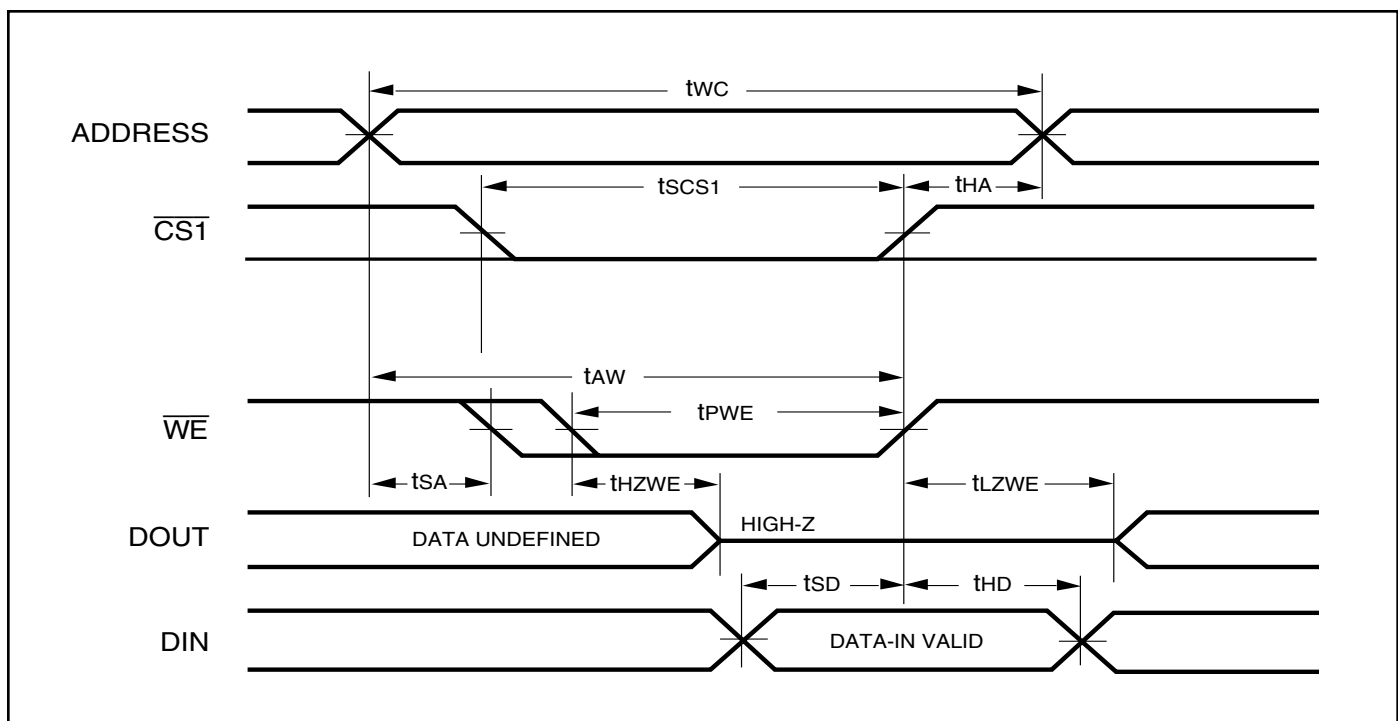 tWC
ADDRESS
tSCS1
tHA
CS1
tAW
WE
tPWE
tSA
tHZWE
tLZWE
DOUT
DATA UNDEFINED
HIGH-Z
tSD
tHD
DIN
DATA-IN VALID